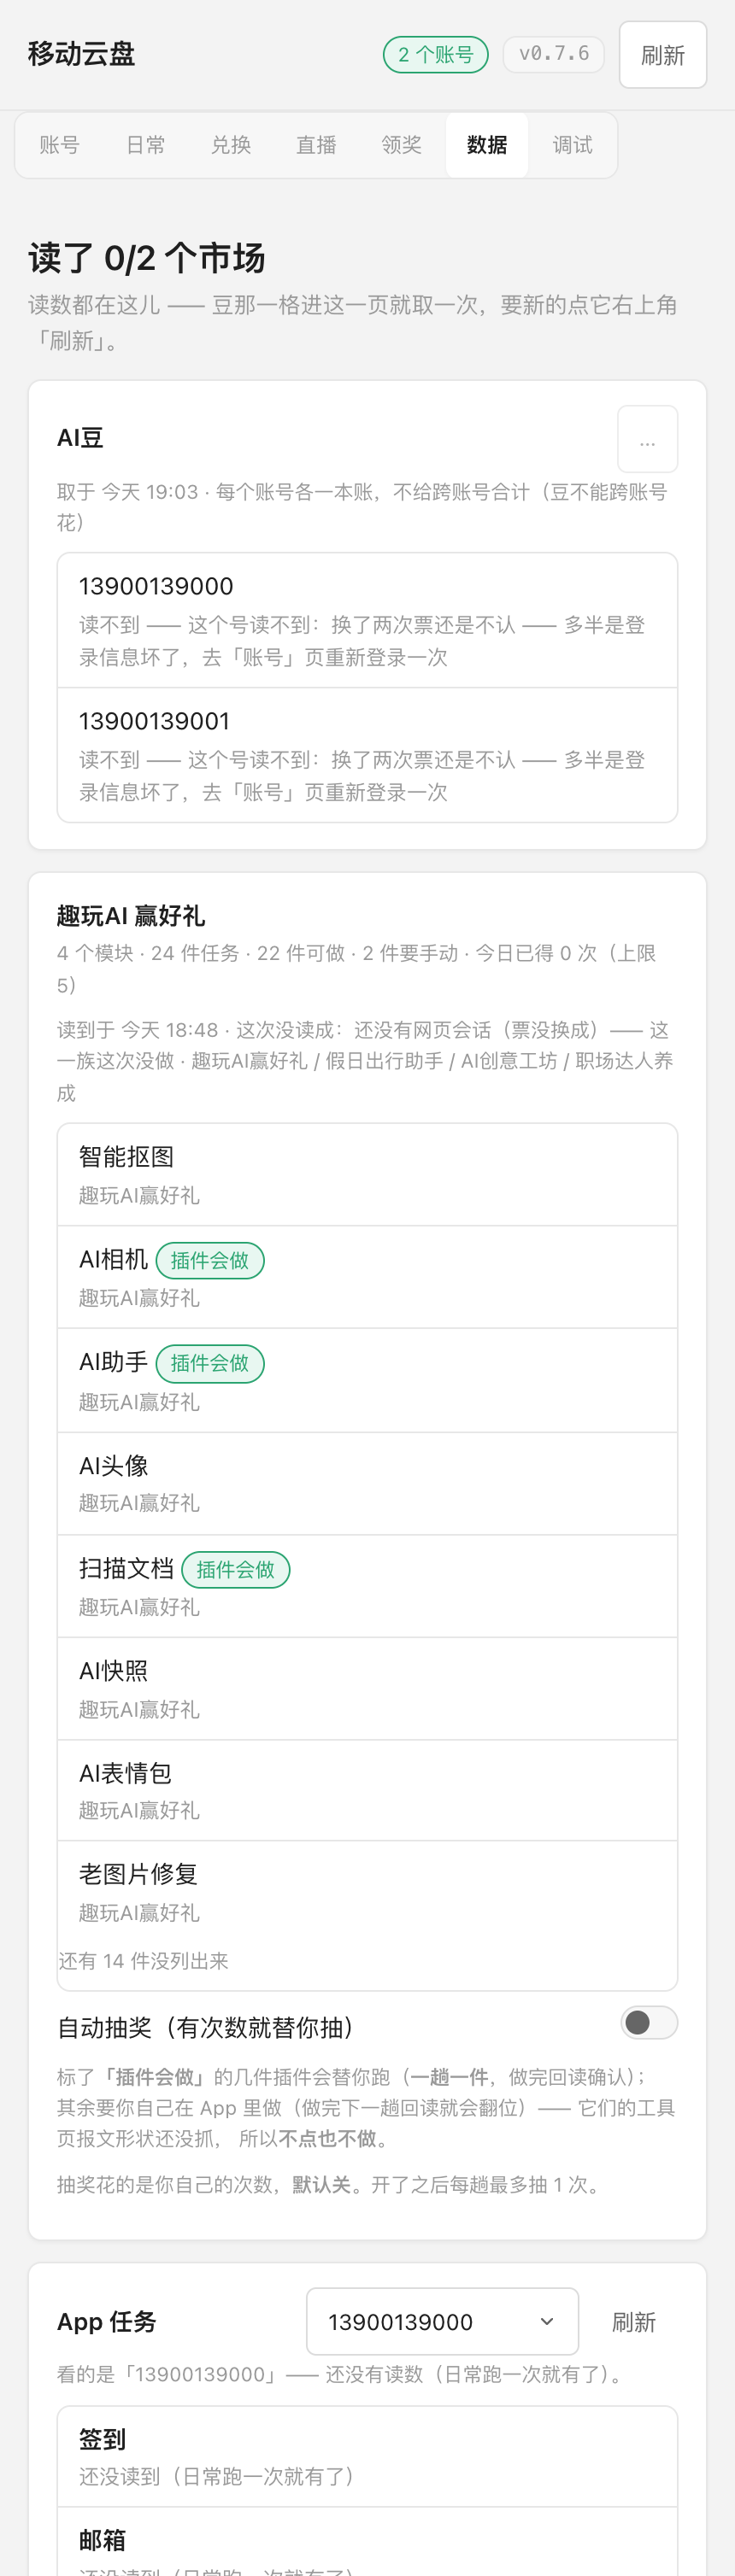 移动云盘
2 个账号
v0.7.6
刷新
账号
日常
兑换
直播
领奖
数据
调试
读了 0/2 个市场
读数都在这儿 —— 豆那一格进这一页就取一次，要新的点它右上角
「刷新」。
AI豆
...
取于 今天 19:03 · 每个账号各一本账，不给跨账号合计（豆不能跨账号
花）
13900139000
读不到 —— 这个号读不到：换了两次票还是不认 —— 多半是登
录信息坏了，去「账号」页重新登录一次
13900139001
读不到 —— 这个号读不到：换了两次票还是不认 —— 多半是登
录信息坏了，去「账号」页重新登录一次
趣玩AI 赢好礼
4 个模块 · 24 件任务 · 22 件可做 · 2 件要手动 · 今日已得 0 次（上限
5）
读到于 今天 18:48 · 这次没读成：还没有网页会话（票没换成）—— 这
一族这次没做 · 趣玩AI赢好礼 / 假日出行助手 / AI创意工坊 / 职场达人养
成
智能抠图
趣玩AI赢好礼
AI相机 插件会做
趣玩AI赢好礼
AI助手 插件会做
趣玩AI赢好礼
AI头像
趣玩AI赢好礼
扫描文档 插件会做
趣玩AI赢好礼
AI快照
趣玩AI赢好礼
AI表情包
趣玩AI赢好礼
老图片修复
趣玩AI赢好礼
还有 14 件没列出来
自动抽奖（有次数就替你抽）
标了「插件会做」的几件插件会替你跑（一趟一件，做完回读确认）；
其余要你自己在 App 里做（做完下一趟回读就会翻位）—— 它们的工具
页报文形状还没抓， 所以不点也不做。
抽奖花的是你自己的次数，默认关。开了之后每趟最多抽 1 次。
App 任务
13900139000
刷新
看的是「13900139000」—— 还没有读数（日常跑一次就有了）。
签到
还没读到（日常跑一次就有了）
邮箱